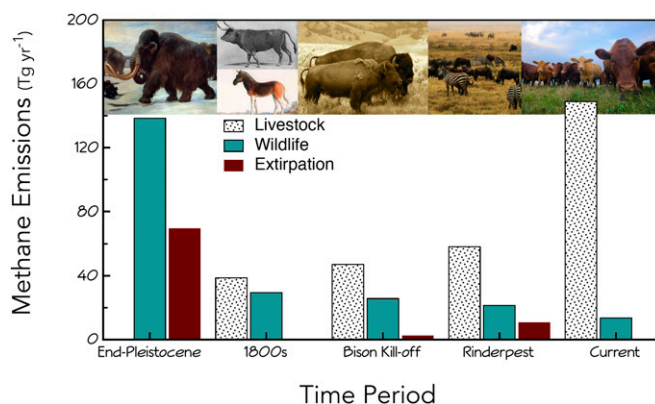 200
160
120
80
40
0
Methane Emissions (Tg yr-1)
Livestock
Wildlife
Extirpation
End-Pleistocene 1800s Bison Kill-off Rinderpest Current
Time Period